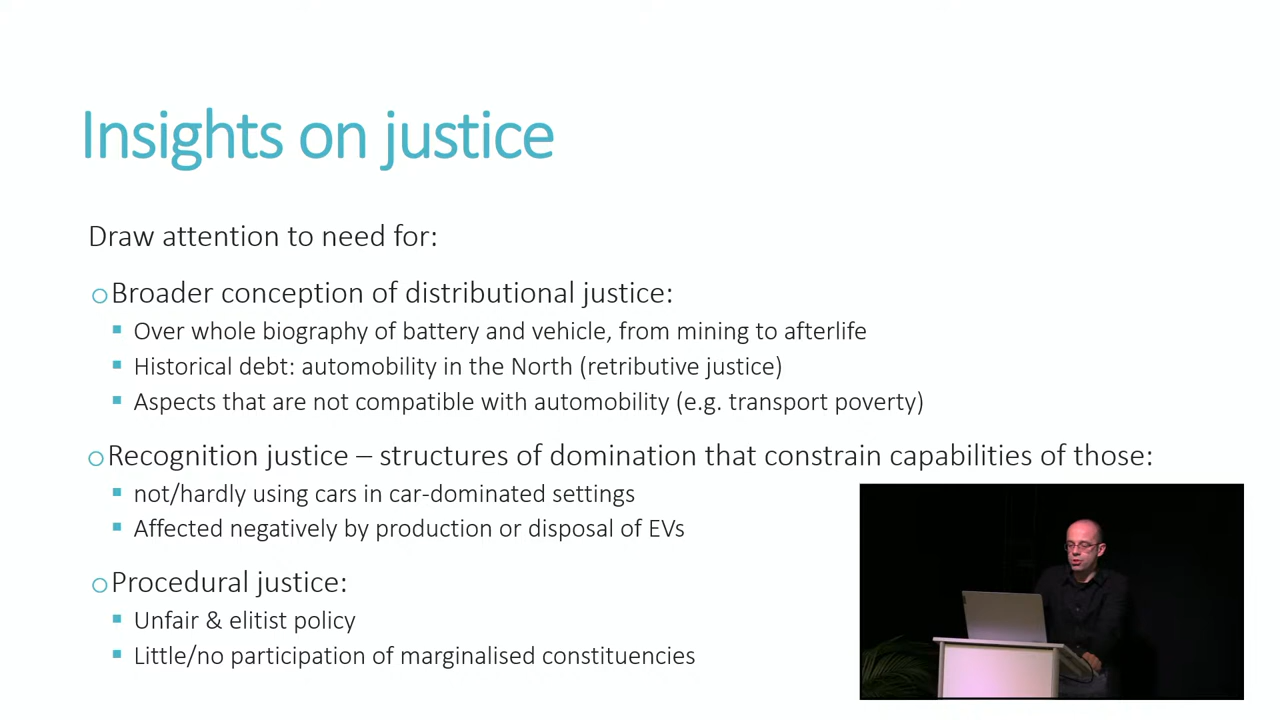 Insights on justice
Draw attention to need for:
Broader conception of distributional justice:
Over whole biography of battery and vehicle, from mining to afterlife
Historical debt: automobility in the North (retributive justice)
Aspects that are not compatible with automobility (e.g. transport poverty)
Recognition justice – structures of domination that constrain capabilities of those:
not/hardly using cars in car-dominated settings
Affected negatively by production or disposal of EVs
Procedural justice:
Unfair & elitist policy
Little/no participation of marginalised constituencies